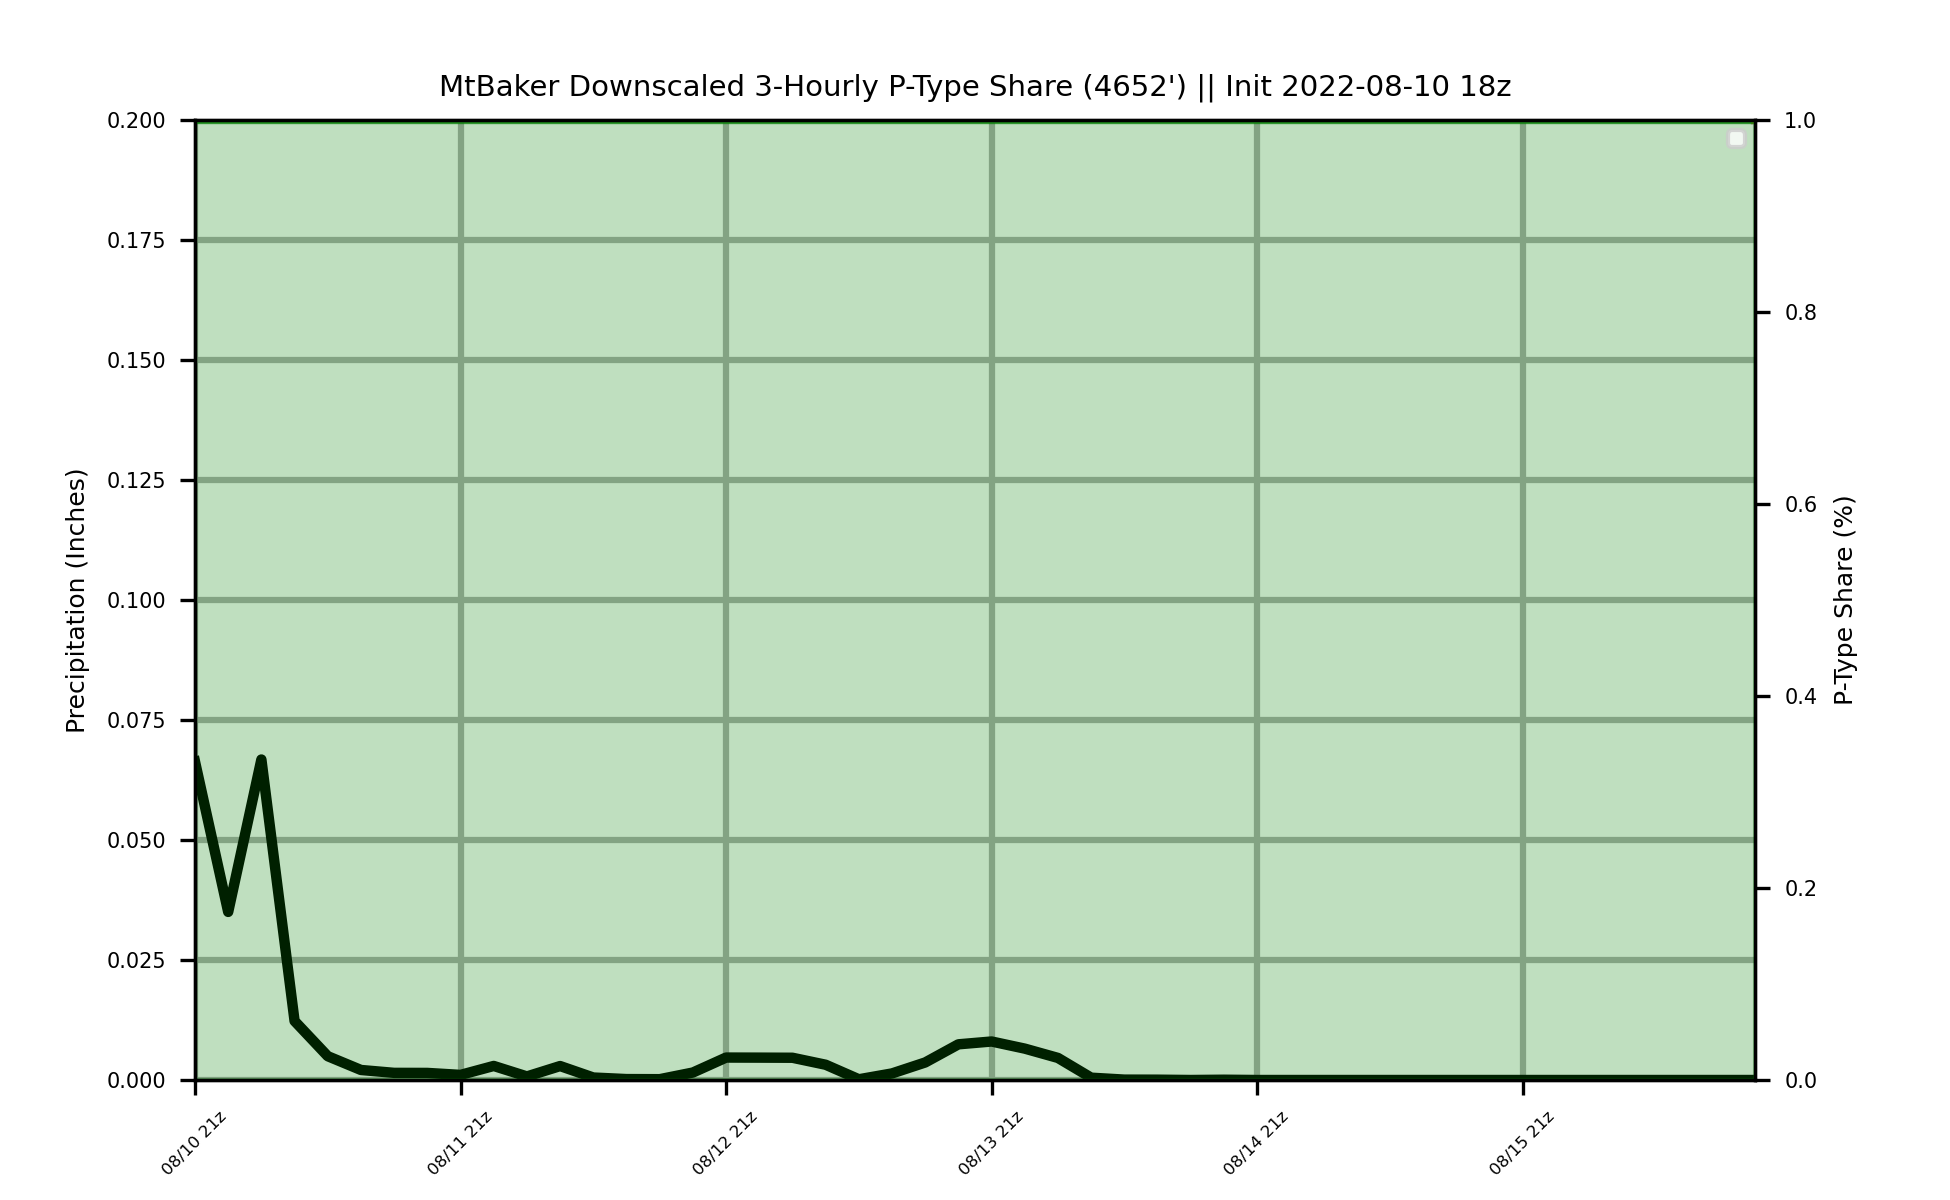 MtBaker Downscaled 3-Hourly P-Type Share (4652') || Init 2022-08-10 18z
0.200
0.175
0.150
0.125
0.100
0.075
0.050
0.025
0.000
Precipitation (Inches)
1.0
0.8
0.6
0.4
0.2
0.0
P-Type Share (%)
08/10 21z
08/11 21z
08/12 21z
08/13 21z
08/14 21z
08/15 21z